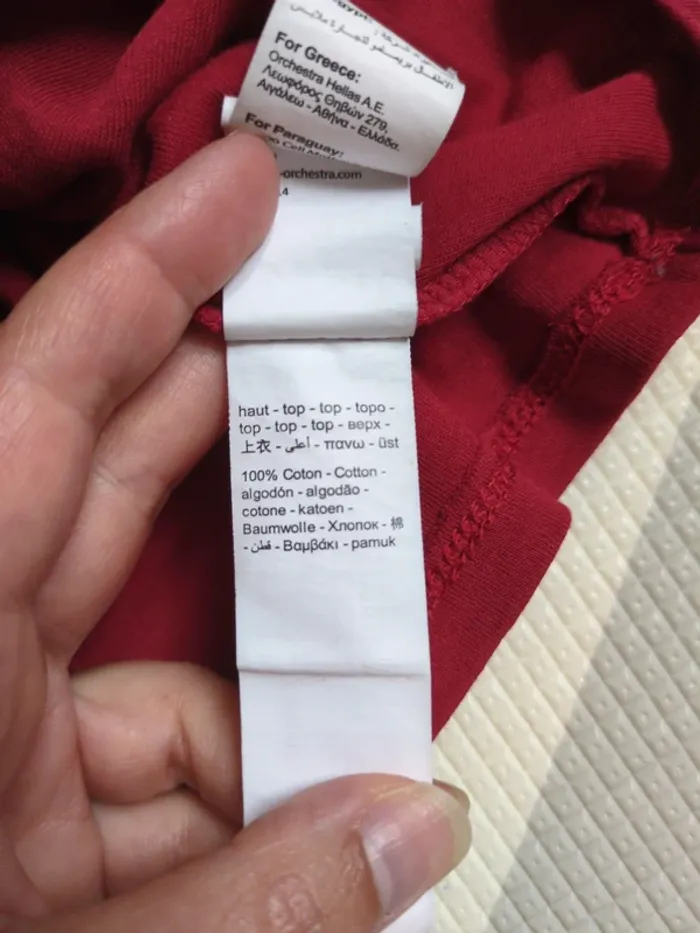 For Greece:
Orchestra Hellas A.E.
Λεωφόρος Θηβών 279,
Αιγάλεω - Αθήνα - Ελλάδα.
For Paraguay:
-orchestra.com
haut - top - top - topo -
top - top - top - верх -
上衣 - أعلى - πανω - üst
100% Coton - Cotton -
algodón - algodão -
cotone - katoen -
Baumwolle - Хлопок - 棉
- قطن - Βαμβάκι - pamuk